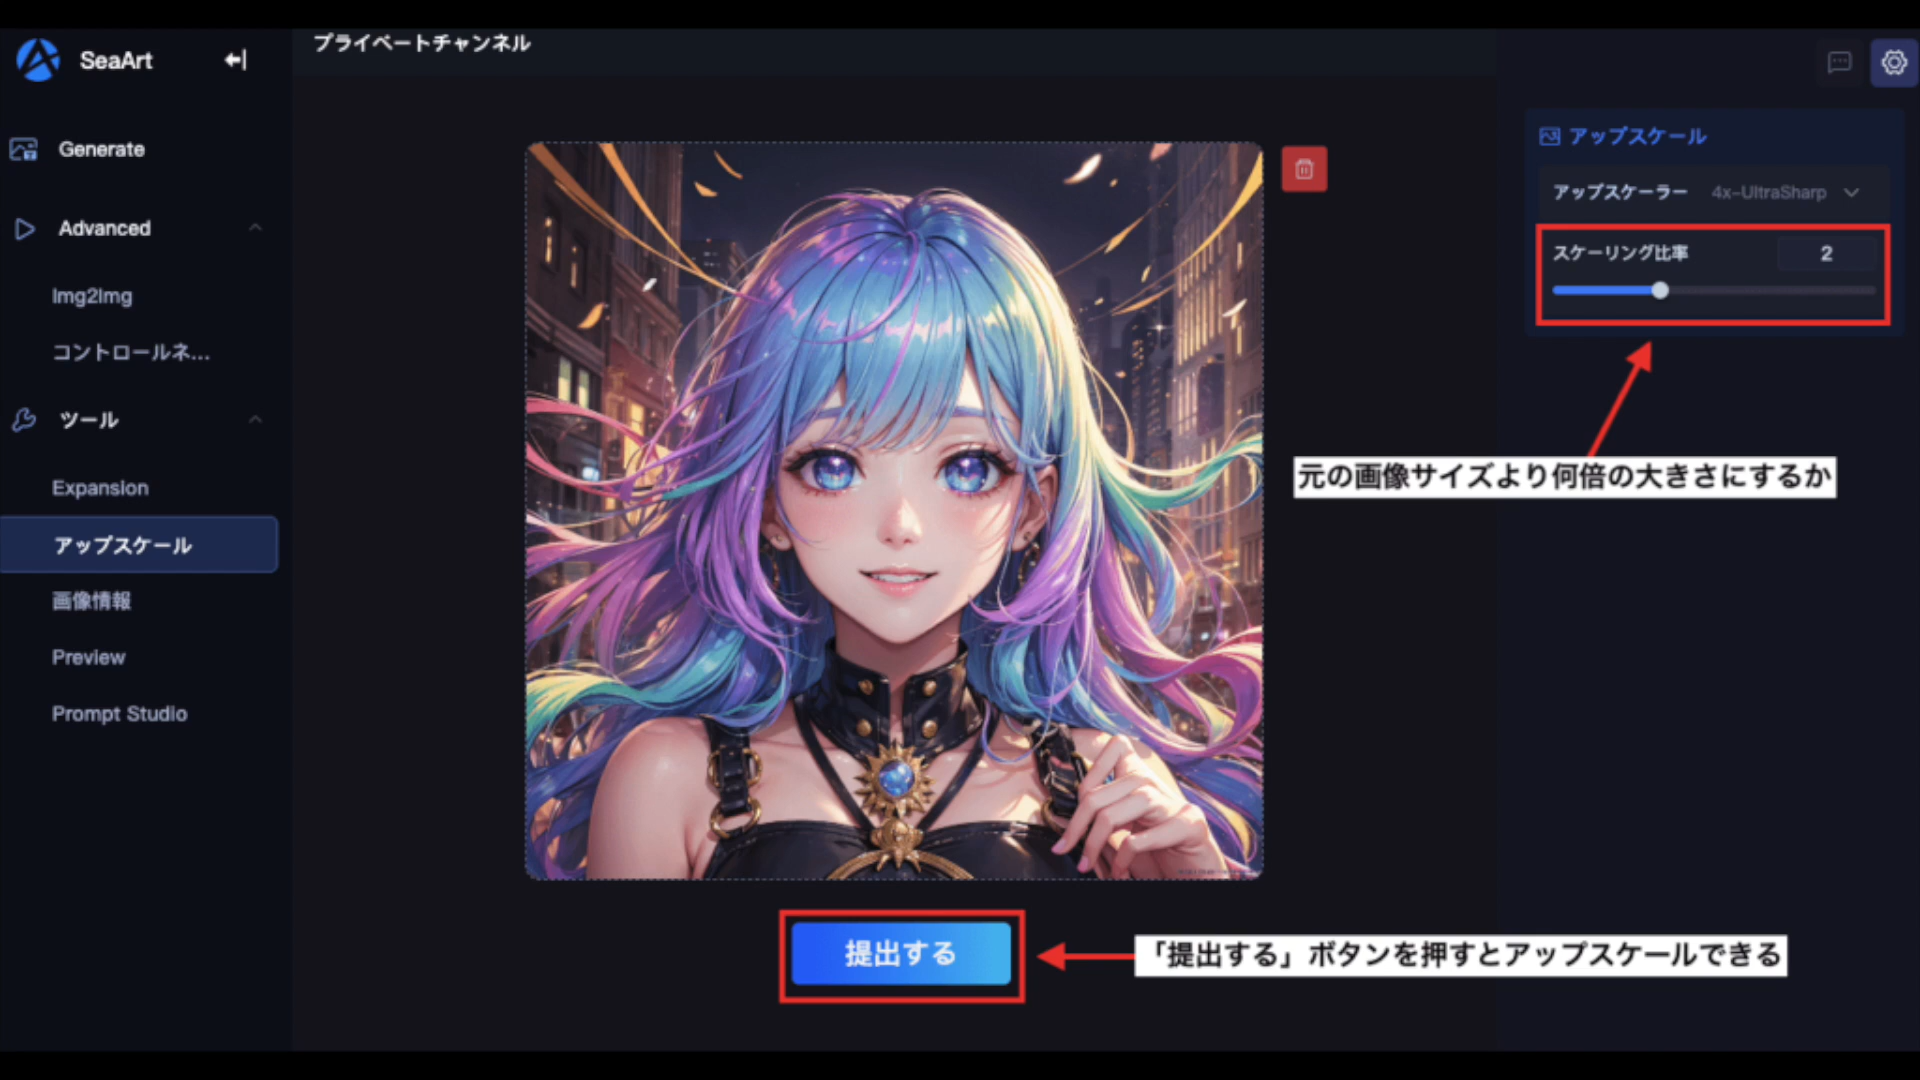 SeaArt
プライベートチャンネル
Generate
Advanced
Img2Img
コントロールネ...
ツール
Expansion
アップスケール
画像情報
Preview
Prompt Studio
アップスケール
アップスケーラー 4x-UltraSharp
スケーリング比率 2
元の画像サイズより何倍の大きさにするか
提出する
「提出する」ボタンを押すとアップスケールできる